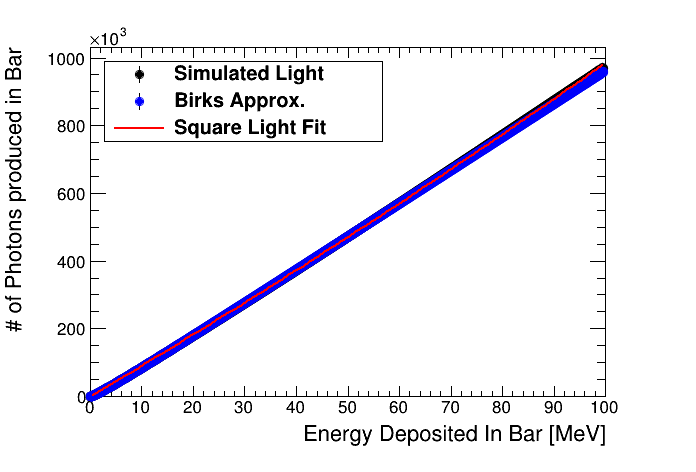 ×10³
# of Photons produced in Bar
1000
800
600
400
200
0
Simulated Light
Birks Approx.
Square Light Fit
0 10 20 30 40 50 60 70 80 90 100
Energy Deposited In Bar [MeV]